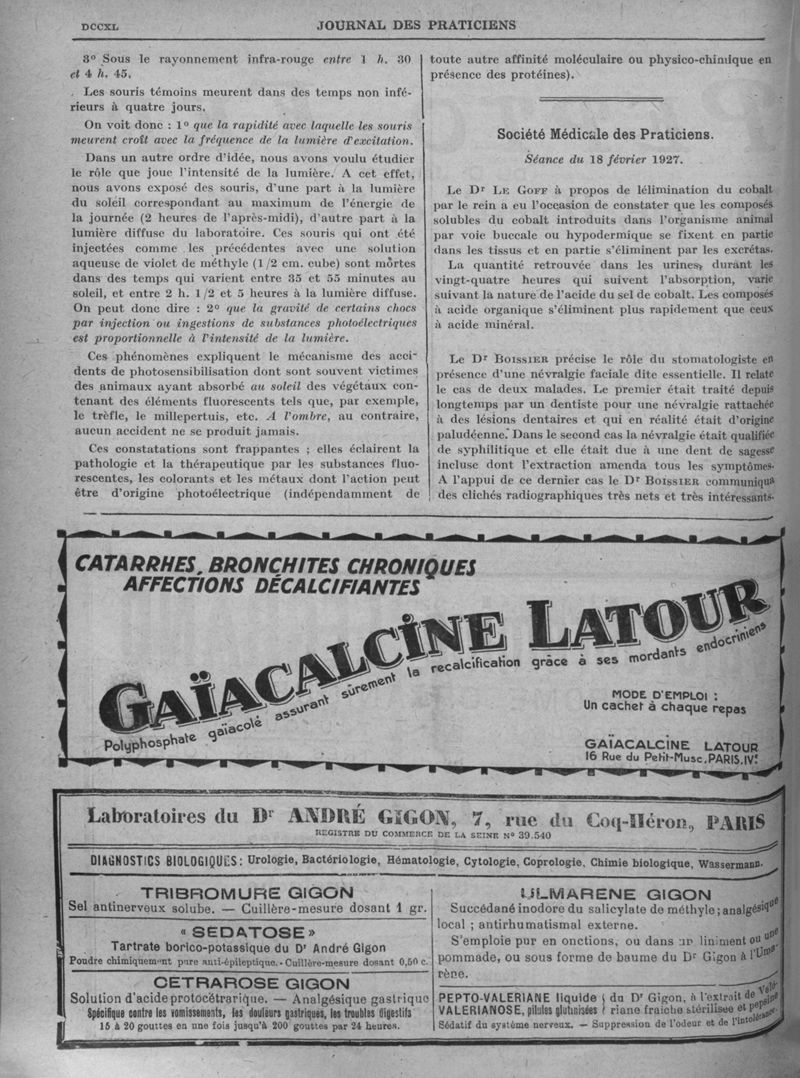 DCCXL
JOURNAL DES PRATICIENS
3º Sous le rayonnement infra-rouge entre 1 h. 30
et 4 h. 45.
Les souris témoins meurent dans des temps non infé-
rieurs à quatre jours.
On voit donc : 1º que la rapidité avec laquelle les souris
meurent croît avec la fréquence de la lumière d'excitation.
Dans un autre ordre d'idée, nous avons voulu étudier
le rôle que joue l'intensité de la lumière. A cet effet,
nous avons exposé des souris, d'une part à la lumière
du soleil correspondant au maximum de l'énergie de
la journée (2 heures de l'après-midi), d'autre part à la
lumière diffuse du laboratoire. Ces souris qui ont été
injectées comme les précédentes avec une solution
aqueuse de violet de méthyle (1/2 cm. cube) sont mortes
dans des temps qui varient entre 35 et 55 minutes au
soleil, et entre 2 h. 1/2 et 5 heures à la lumière diffuse.
On peut donc dire : 2º que la gravité de certains chocs
par injection ou ingestions de substances photoélectriques
est proportionnelle à l'intensité de la lumière.
Ces phénomènes expliquent le mécanisme des acci-
dents de photosensibilisation dont sont souvent victimes
des animaux ayant absorbé au soleil des végétaux con-
tenant des éléments fluorescents tels que, par exemple,
le trèfle, le millepertuis, etc. A l'ombre, au contraire,
aucun accident ne se produit jamais.
Ces constatations sont frappantes ; elles éclairent la
pathologie et la thérapeutique par les substances fluo-
rescentes, les colorants et les métaux dont l'action peut
être d'origine photoélectrique (indépendamment de
toute autre affinité moléculaire ou physico-chimique en
présence des protéines).
Société Médicale des Praticiens.
Séance du 18 février 1927.
Le Dr LE GOFF à propos de lélimination du cobalt
par le rein a eu l'occasion de constater que les composés
solubles du cobalt introduits dans l'organisme animal
par voie buccale ou hypodermique se fixent en partie
dans les tissus et en partie s'éliminent par les excrétas.
La quantité retrouvée dans les urines, durant les
vingt-quatre heures qui suivent l'absorption, varie
suivant la nature de l'acide du sel de cobalt. Les composés
à acide organique s'éliminent plus rapidement que ceux
à acide minéral.
Le Dr BOISSIER précise le rôle du stomatologiste en
présence d'une névralgie faciale dite essentielle. Il relate
le cas de deux malades. Le premier était traité depuis
longtemps par un dentiste pour une névralgie rattachée
à des lésions dentaires et qui en réalité était d'origine
paludéenne. Dans le second cas la névralgie était qualifiée
de syphilitique et elle était due à une dent de sagesse
incluse dont l'extraction amenda tous les symptômes.
A l'appui de ce dernier cas le Dr BOISSIER communiqua
des clichés radiographiques très nets et très intéressants.
CATARRHES, BRONCHITES CHRONIQUES
AFFECTIONS DÉCALCIFIANTES
GAÏACALCINE LATOUR
Polyphosphate gaïacolé assurant sûrement la recalcification grâce à ses mordants endocriniens
MODE D'EMPLOI :
Un cachet à chaque repas
GAÏACALCINE LATOUR
16 Rue du Petit-Musc, PARIS, IVe
Laboratoires du Dr ANDRÉ GIGON, 7, rue du Coq-Héron, PARIS
REGISTRE DU COMMERCE DE LA SEINE Nº 39.540
DIAGNOSTICS BIOLOGIQUES : Urologie, Bactériologie, Hématologie, Cytologie, Coprologie, Chimie biologique, Wassermann.
TRIBROMURE GIGON
Sel antinerveux solube. — Cuillère-mesure dosant 1 gr.
« SEDATOSE »
Tartrate borico-potassique du Dr André Gigon
Poudre chimiquement pure anti-épileptique. - Cuillère-mesure dosant 0,50 c.
CETRAROSE GIGON
Solution d'acide protocétrarique. — Analgésique gastrique
Spécifique contre les vomissements, les douleurs gastriques, les troubles digestifs
15 à 20 gouttes en une fois jusqu'à 200 gouttes par 24 heures.
ULMARENE GIGON
Succédané inodore du salicylate de méthyle ; analgésique
local ; antirhumatismal externe.
S'emploie pur en onctions, ou dans un liniment ou une
pommade, ou sous forme de baume du Dr Gigon à l'Ulma-
rène.
PEPTO-VALERIANE liquide } du Dr Gigon, à l'extrait de Valé-
VALERIANOSE, pilules glutinisées } riane fraiche stérilisée et pepsine
Sédatif du système nerveux. — Suppression de l'odeur et de l'intolérance.